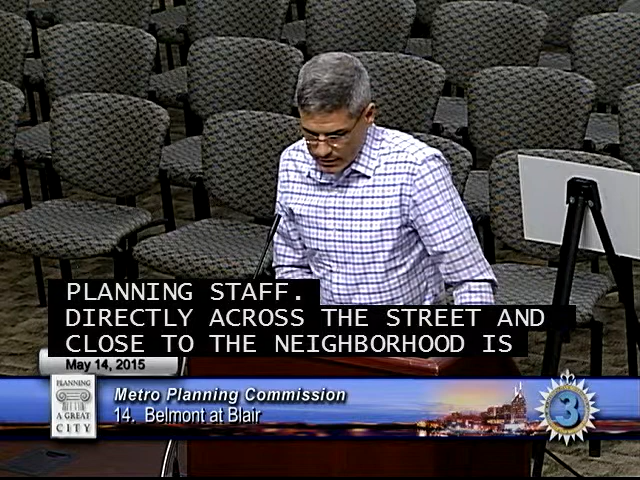 PLANNING STAFF.
DIRECTLY ACROSS THE STREET AND
CLOSE TO THE NEIGHBORHOOD IS
May 14, 2015
PLANNING
A GREAT
CITY
Metro Planning Commission
14. Belmont at Blair
3